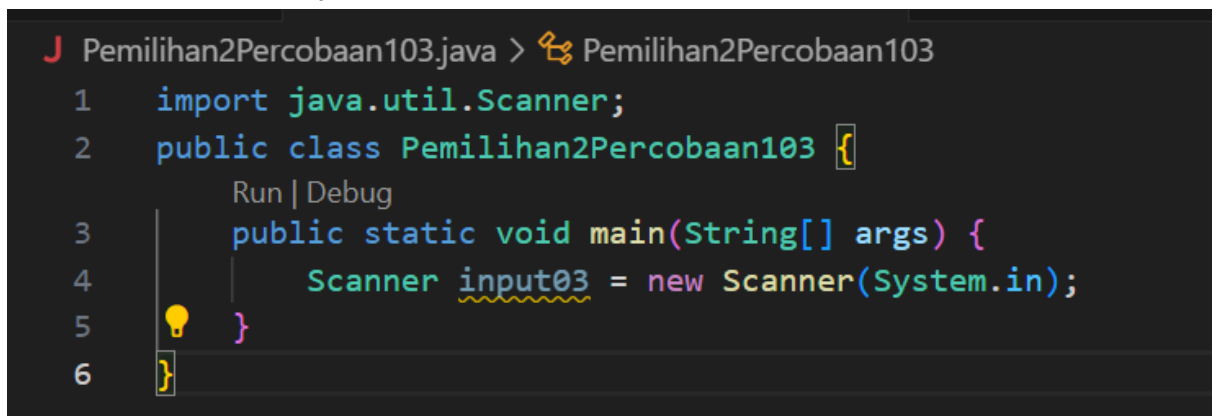 J Pemilihan2Percobaan103.java > Pemilihan2Percobaan103
1 import java.util.Scanner;
2 public class Pemilihan2Percobaan103 {
Run | Debug
3 public static void main(String[] args) {
4 Scanner input03 = new Scanner(System.in);
5 }
6 }